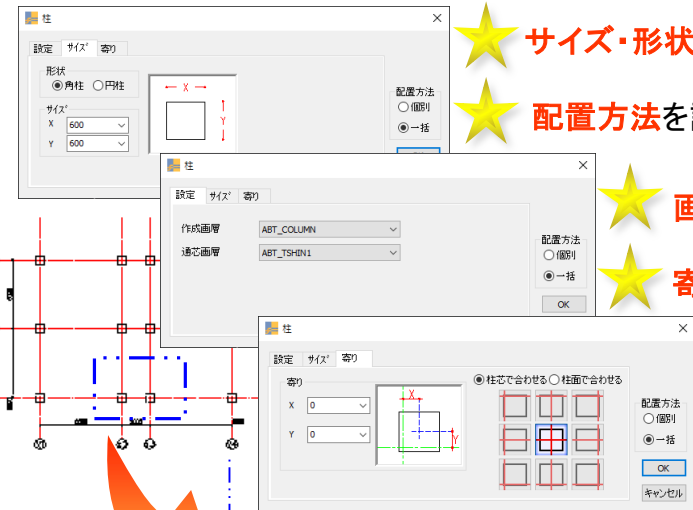 柱
設定 サイズ 寄り
形状
角柱 円柱
サイズ
X 600
Y 600
X
Y
配置方法
個別
一括
サイズ・形状
配置方法を
柱
設定 サイズ 寄り
作成画層 ABT_COLUMN
通芯画層 ABT_TSHIN1
配置方法
個別
一括
OK
画
寄
柱
設定 サイズ 寄り
寄り
X 0
Y 0
X
Y
柱芯で合わせる 柱面で合わせる
配置方法
個別
一括
OK
キャンセル